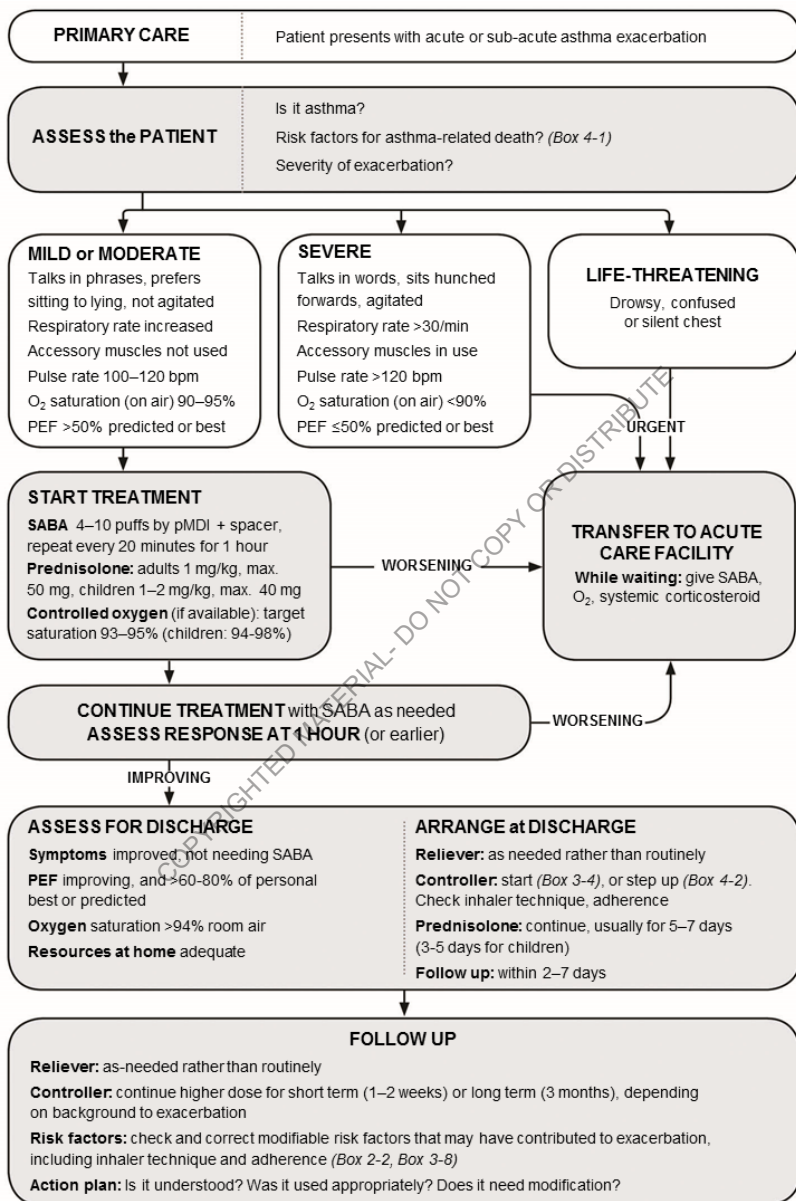 PRIMARY CARE
Patient presents with acute or sub-acute asthma exacerbation
ASSESS the PATIENT
Is it asthma?
Risk factors for asthma-related death? (Box 4-1)
Severity of exacerbation?
MILD or MODERATE
Talks in phrases, prefers
sitting to lying, not agitated
Respiratory rate increased
Accessory muscles not used
Pulse rate 100–120 bpm
O₂ saturation (on air) 90–95%
PEF >50% predicted or best
SEVERE
Talks in words, sits hunched
forwards, agitated
Respiratory rate >30/min
Accessory muscles in use
Pulse rate >120 bpm
O₂ saturation (on air) <90%
PEF ≤50% predicted or best
LIFE-THREATENING
Drowsy, confused
or silent chest
URGENT
START TREATMENT
SABA 4–10 puffs by pMDI + spacer,
repeat every 20 minutes for 1 hour
Prednisolone: adults 1 mg/kg, max.
50 mg, children 1–2 mg/kg, max. 40 mg
Controlled oxygen (if available): target
saturation 93–95% (children: 94-98%)
WORSENING
TRANSFER TO ACUTE
CARE FACILITY
While waiting: give SABA,
O₂, systemic corticosteroid
CONTINUE TREATMENT with SABA as needed
ASSESS RESPONSE AT 1 HOUR (or earlier)
WORSENING
IMPROVING
ASSESS FOR DISCHARGE
Symptoms improved, not needing SABA
PEF improving, and >60-80% of personal
best or predicted
Oxygen saturation >94% room air
Resources at home adequate
ARRANGE at DISCHARGE
Reliever: as needed rather than routinely
Controller: start (Box 3-4), or step up (Box 4-2).
Check inhaler technique, adherence
Prednisolone: continue, usually for 5–7 days
(3-5 days for children)
Follow up: within 2–7 days
FOLLOW UP
Reliever: as-needed rather than routinely
Controller: continue higher dose for short term (1–2 weeks) or long term (3 months), depending
on background to exacerbation
Risk factors: check and correct modifiable risk factors that may have contributed to exacerbation,
including inhaler technique and adherence (Box 2-2, Box 3-8)
Action plan: Is it understood? Was it used appropriately? Does it need modification?
COPYRIGHTED MATERIAL- DO NOT COPY OR DISTRIBUTE